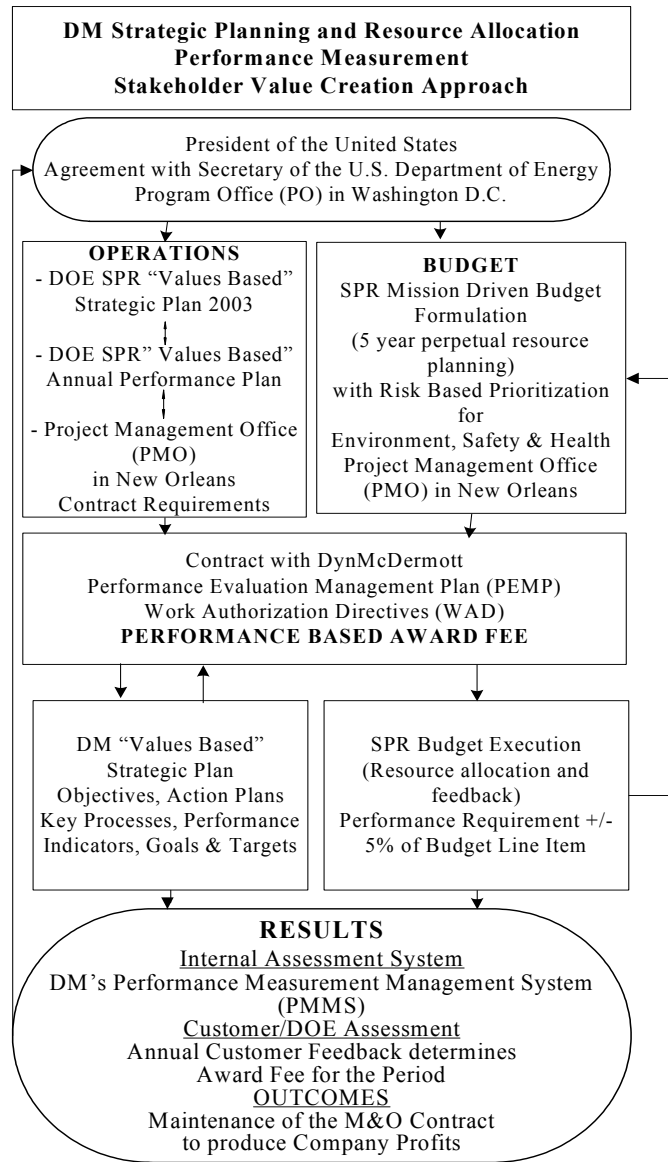 DM Strategic Planning and Resource Allocation
Performance Measurement
Stakeholder Value Creation Approach
President of the United States
Agreement with Secretary of the U.S. Department of Energy
Program Office (PO) in Washington D.C.
OPERATIONS
- DOE SPR “Values Based”
Strategic Plan 2003
- DOE SPR” Values Based”
Annual Performance Plan
- Project Management Office
(PMO)
in New Orleans
Contract Requirements
BUDGET
SPR Mission Driven Budget
Formulation
(5 year perpetual resource
planning)
with Risk Based Prioritization
for
Environment, Safety & Health
Project Management Office
(PMO) in New Orleans
Contract with DynMcDermott
Performance Evaluation Management Plan (PEMP)
Work Authorization Directives (WAD)
PERFORMANCE BASED AWARD FEE
DM “Values Based”
Strategic Plan
Objectives, Action Plans
Key Processes, Performance
Indicators, Goals & Targets
SPR Budget Execution
(Resource allocation and
feedback)
Performance Requirement +/-
5% of Budget Line Item
RESULTS
Internal Assessment System
DM’s Performance Measurement Management System
(PMMS)
Customer/DOE Assessment
Annual Customer Feedback determines
Award Fee for the Period
OUTCOMES
Maintenance of the M&O Contract
to produce Company Profits